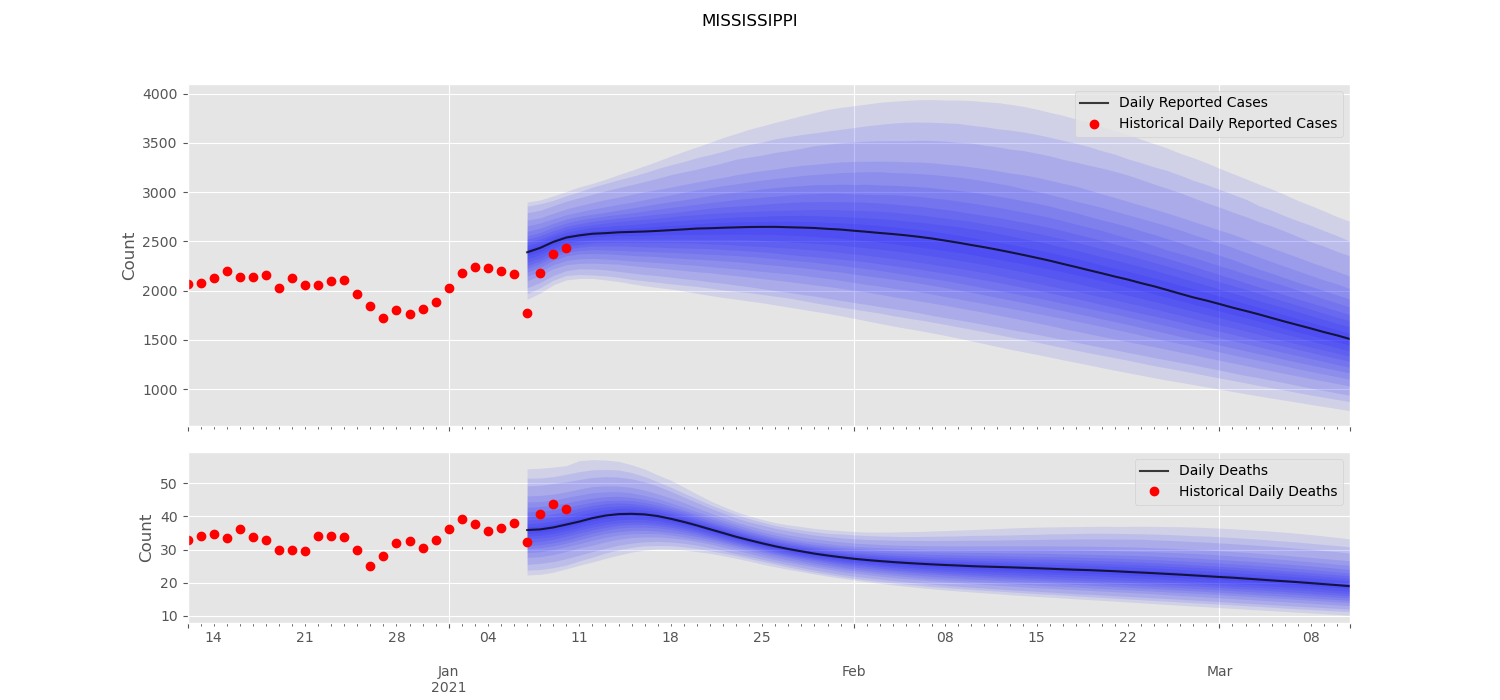 MISSISSIPPI
4000
3500
3000
2500
2000
1500
1000
Count
Daily Reported Cases
Historical Daily Reported Cases
50
40
30
20
10
Count
Daily Deaths
Historical Daily Deaths
14 21 28 04 11 18 25 08 15 22 08
Jan Feb Mar
2021